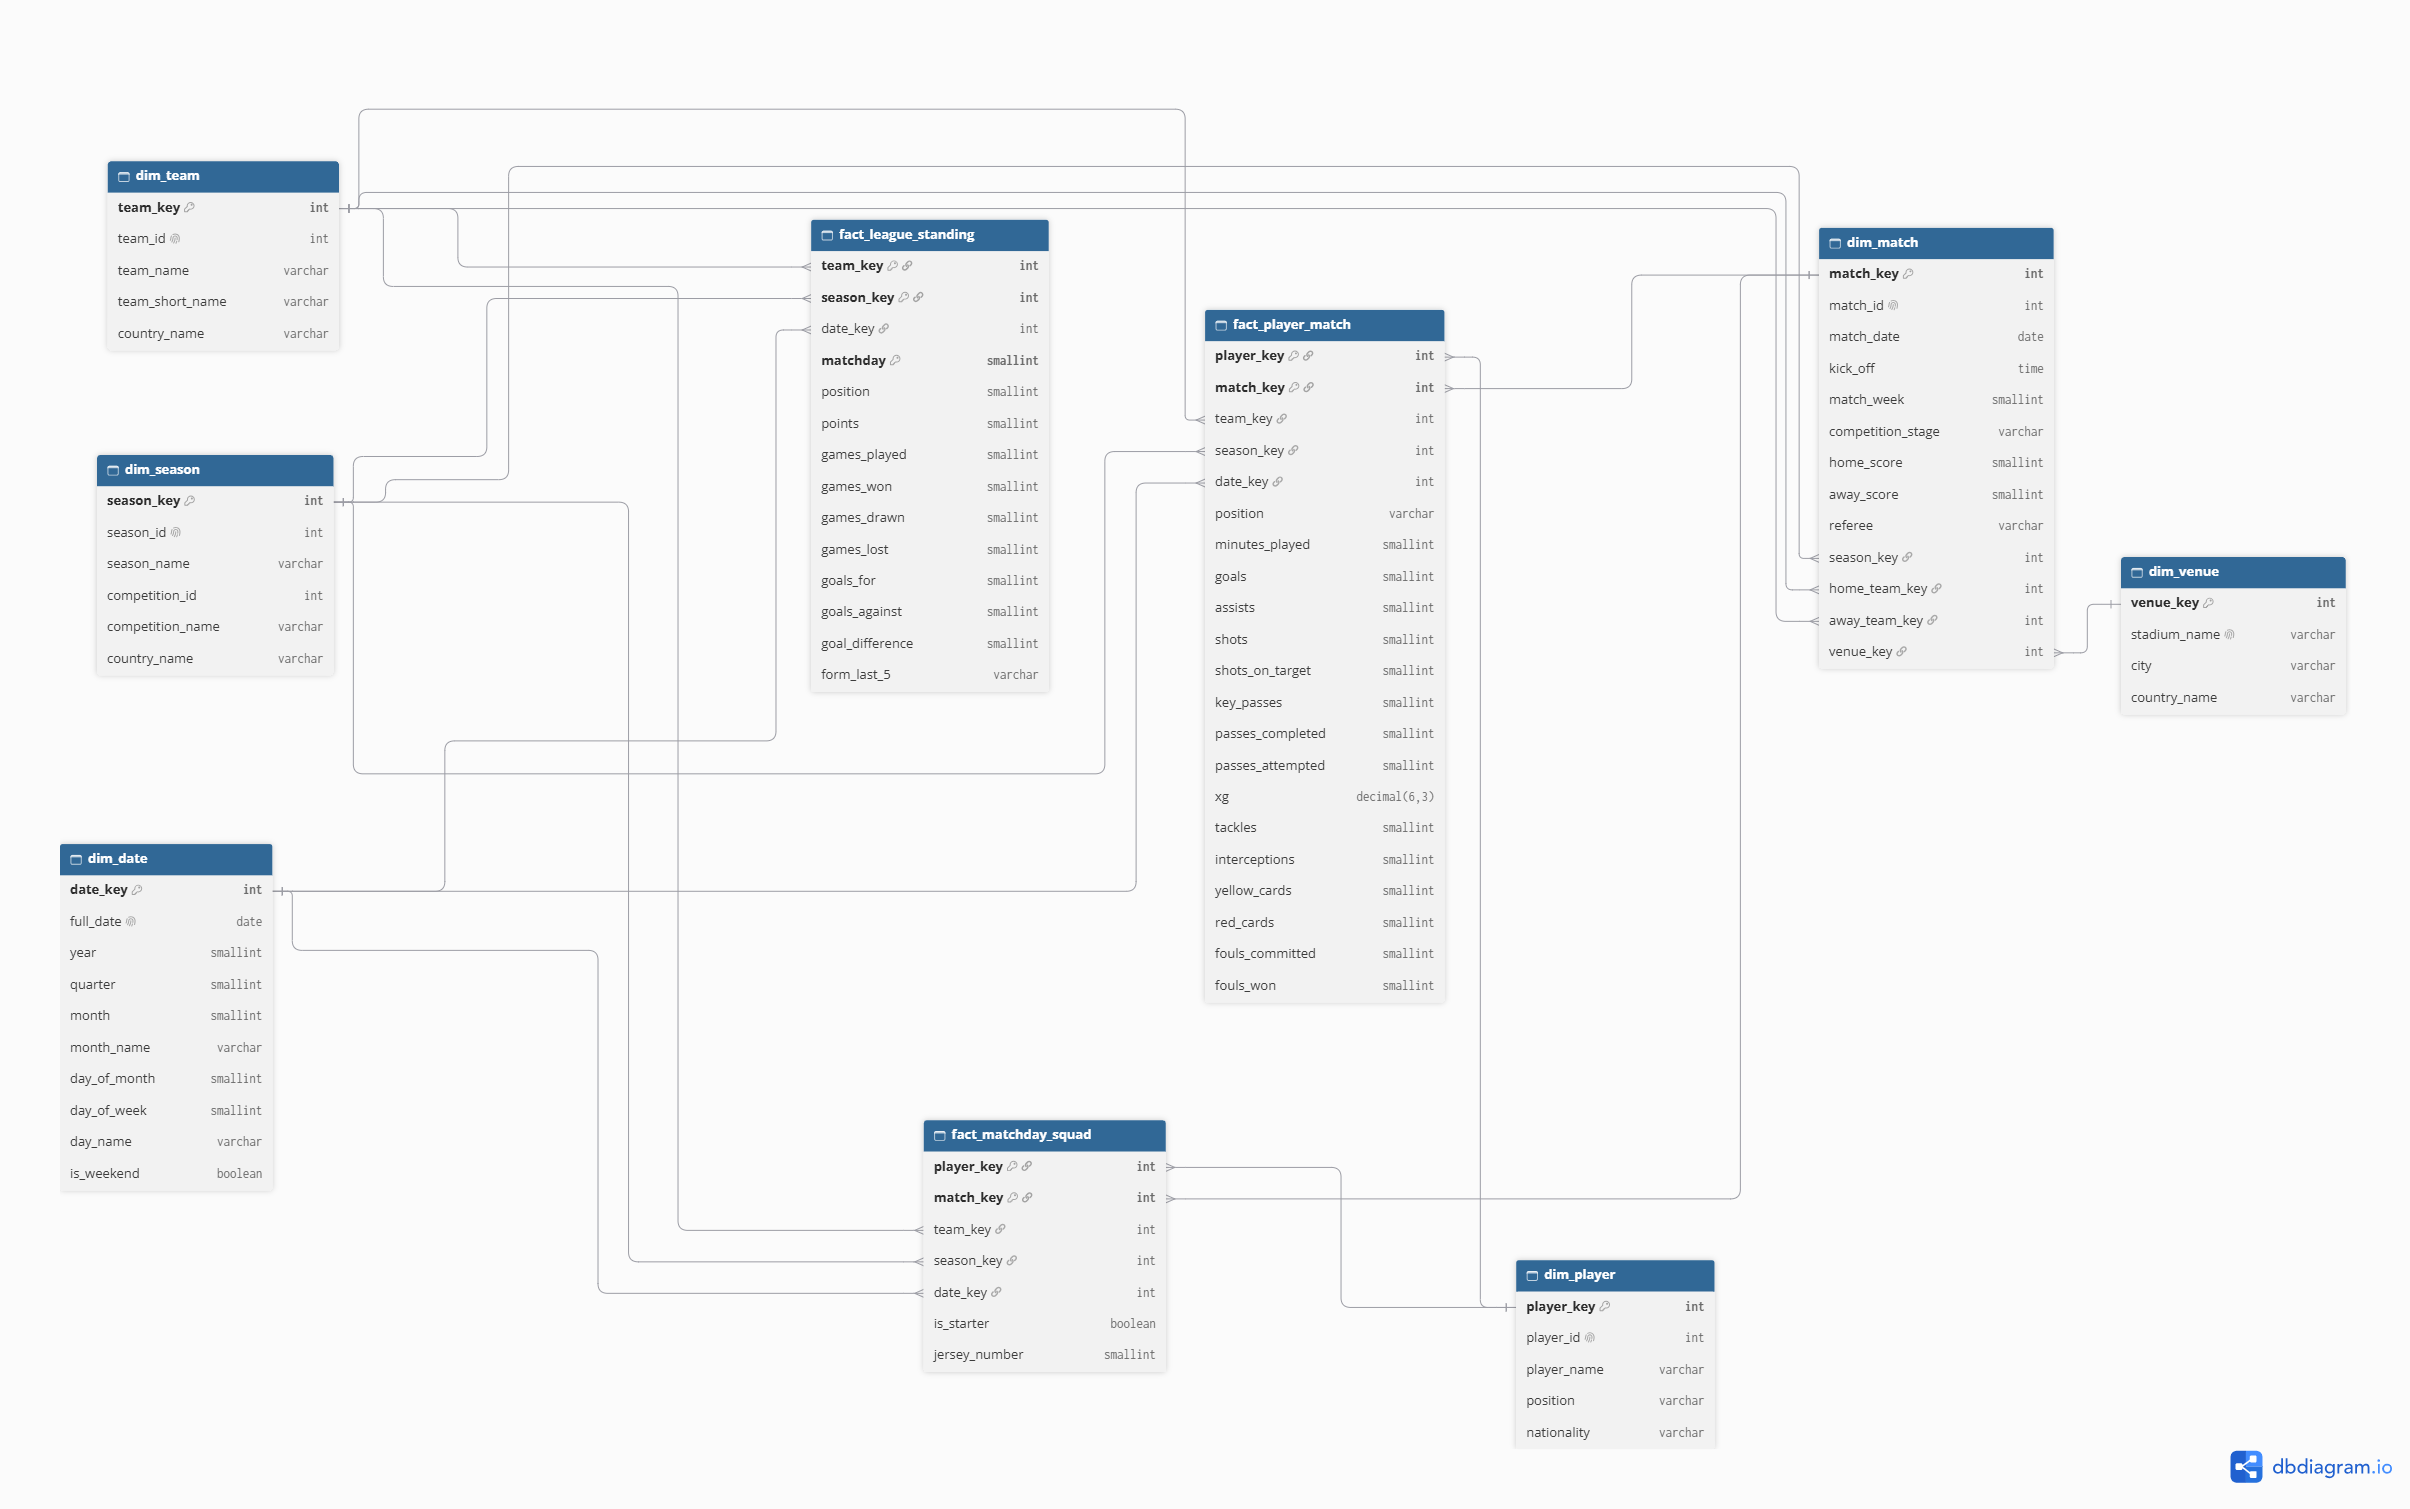 dim_team
team_key int
team_id int
team_name varchar
team_short_name varchar
country_name varchar
dim_season
season_key int
season_id int
season_name varchar
competition_id int
competition_name varchar
country_name varchar
dim_date
date_key int
full_date date
year smallint
quarter smallint
month smallint
month_name varchar
day_of_month smallint
day_of_week smallint
day_name varchar
is_weekend boolean
fact_league_standing
team_key int
season_key int
date_key int
matchday smallint
position smallint
points smallint
games_played smallint
games_won smallint
games_drawn smallint
games_lost smallint
goals_for smallint
goals_against smallint
goal_difference smallint
form_last_5 varchar
fact_player_match
player_key int
match_key int
team_key int
season_key int
date_key int
position varchar
minutes_played smallint
goals smallint
assists smallint
shots smallint
shots_on_target smallint
key_passes smallint
passes_completed smallint
passes_attempted smallint
xg decimal(6,3)
tackles smallint
interceptions smallint
yellow_cards smallint
red_cards smallint
fouls_committed smallint
fouls_won smallint
fact_matchday_squad
player_key int
match_key int
team_key int
season_key int
date_key int
is_starter boolean
jersey_number smallint
dim_match
match_key int
match_id int
match_date date
kick_off time
match_week smallint
competition_stage varchar
home_score smallint
away_score smallint
referee varchar
season_key int
home_team_key int
away_team_key int
venue_key int
dim_venue
venue_key int
stadium_name varchar
city varchar
country_name varchar
dim_player
player_key int
player_id int
player_name varchar
position varchar
nationality varchar
dbdiagram.io